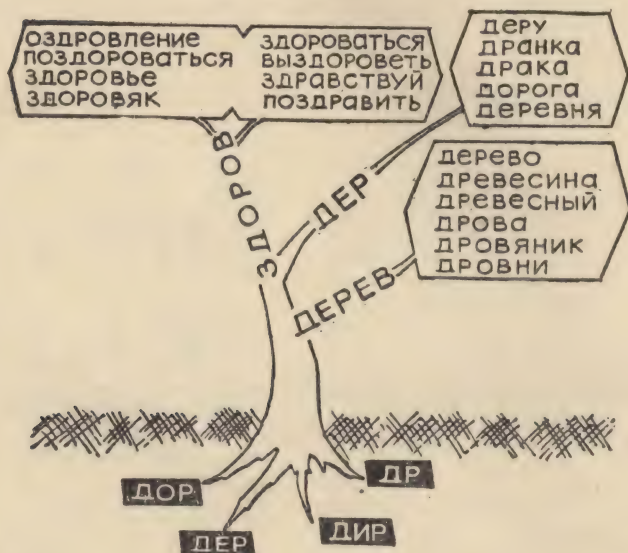 ОЗДРОВЛЕНИЕ
ПОЗДОРОВАТЬСЯ
ЗДОРОВЬЕ
ЗДОРОВЯК
ЗДОРОВАТЬСЯ
ВЫЗДОРОВЕТЬ
ЗДРАВСТВУЙ
ПОЗДРАВИТЬ
ДЕРУ
ДРАНКА
ДРАКА
ДОРОГА
ДЕРЕВНЯ
ДЕРЕВО
ДРЕВЕСИНА
ДРЕВЕСНЫЙ
ДРОВА
ДРОВЯНИК
ДРОВНИ
ЗДОРОВ
ДЕР
ДЕРЕВ
ДОР
ДЕР
ДИР
ДР